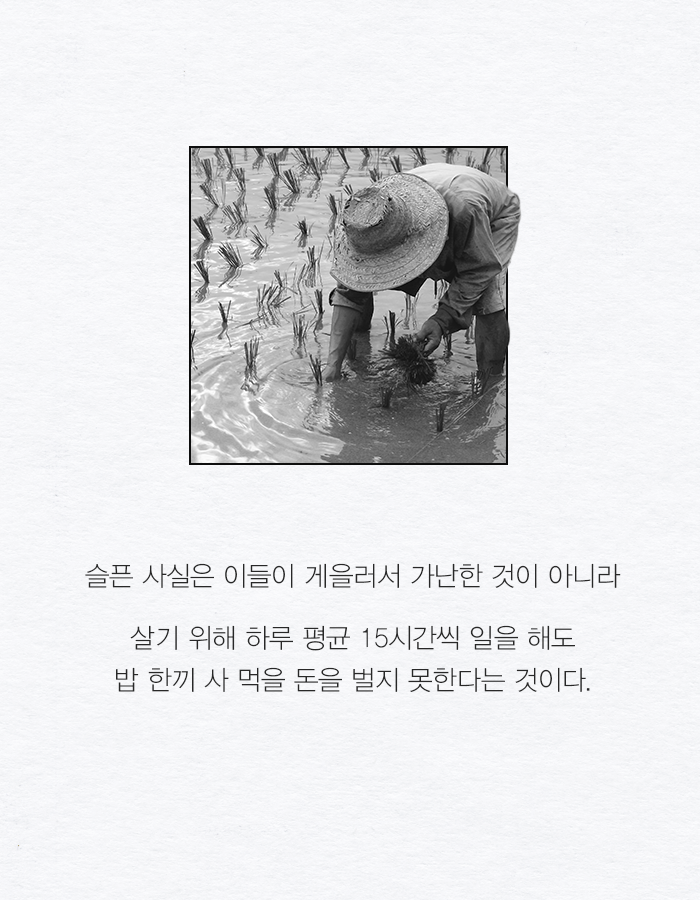 슬픈 사실은 이들이 게을러서 가난한 것이 아니라
살기 위해 하루 평균 15시간씩 일을 해도
밥 한끼 사 먹을 돈을 벌지 못한다는 것이다.